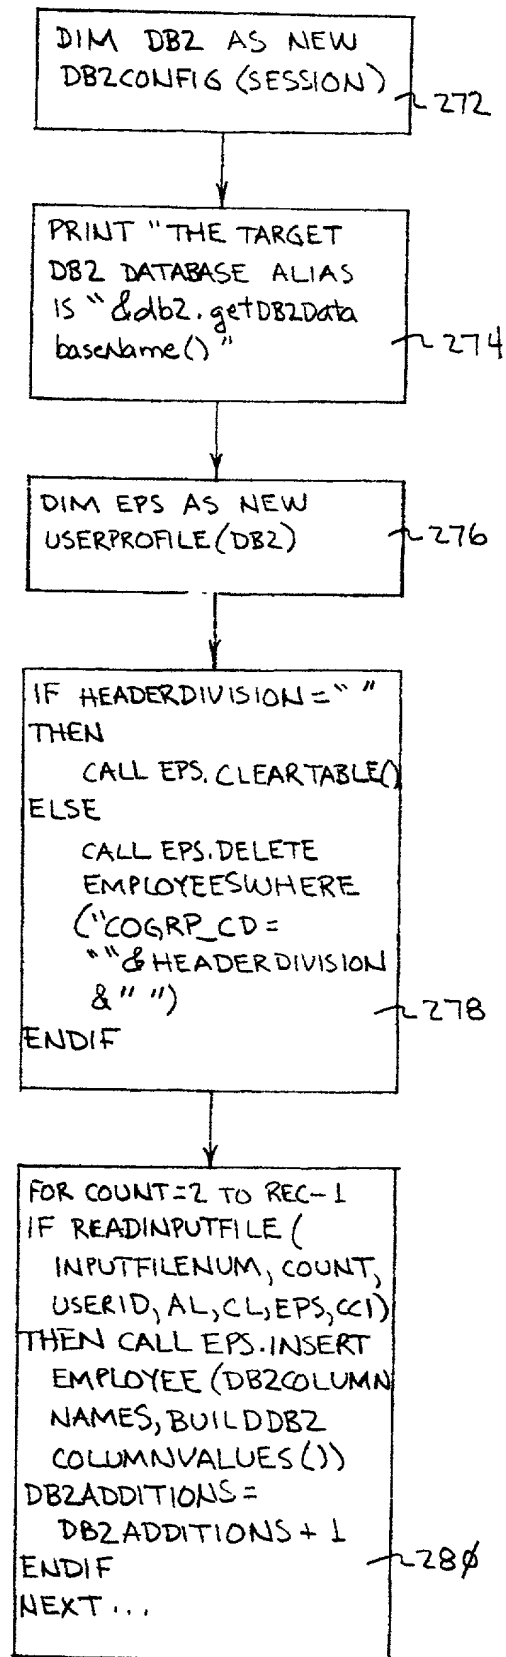 DIM DB2 AS NEW
DB2CONFIG (SESSION)
272
PRINT "THE TARGET
DB2 DATABASE ALIAS
IS "&db2.getDB2Data
baseName()"
274
DIM EPS AS NEW
USERPROFILE(DB2)
276
IF HEADERDIVISION=" "
THEN
CALL EPS.CLEARTABLE()
ELSE
CALL EPS.DELETE
EMPLOYEESWHERE
("COGRP_CD=
""&HEADERDIVISION
&" ")
ENDIF
278
FOR COUNT=2 TO REC-1
IF READINPUTFILE(
INPUTFILENUM, COUNT,
USERID, AL, CL, EPS, CC1)
THEN CALL EPS.INSERT
EMPLOYEE (DB2COLUMN
NAMES, BUILDDB2
COLUMNVALUES())
DB2ADDITIONS=
DB2ADDITIONS+1
ENDIF
NEXT...
280